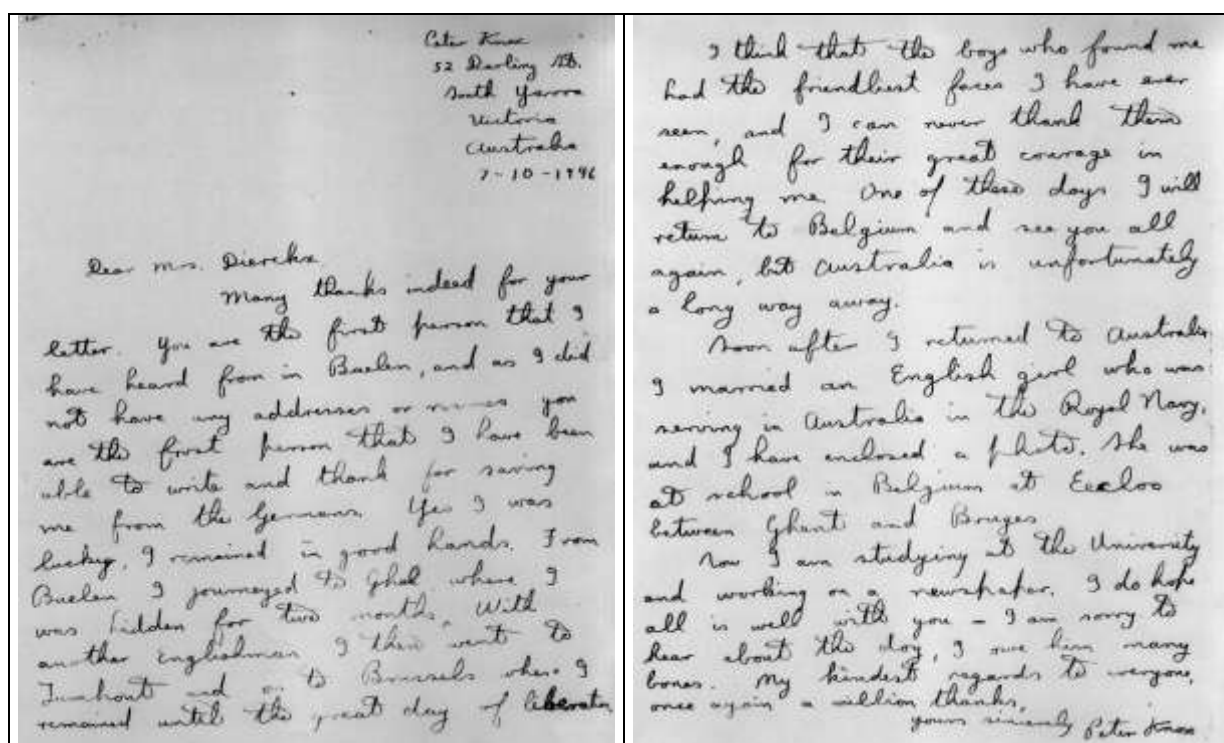 Peter Knox
52 Darling St.
South Yarra
Victoria
Australia
7-10-1946
Dear Mrs. Dierckx
Many thanks indeed for your
letter. You are the first person that I
have heard from in Baelen, and as I did
not have any addresses or names you
are the first person that I have been
able to write and thank for saving
me from the Germans. Yes I was
lucky, I remained in good hands. From
Baelen I journeyed to Ghel where I
was hidden for two months. With
another Englishman I then went to
Turnhout and on to Brussels where I
remained until the great day of liberation
I think that the boys who found me
had the friendliest faces I have ever
seen, and I can never thank them
enough for their great courage in
helping me. One of these days I will
return to Belgium and see you all
again, but Australia is unfortunately
a long way away.
Soon after I returned to Australia
I married an English girl who was
serving in Australia in the Royal Navy,
and I have enclosed a photo. She was
at school in Belgium at Eecloo
between Ghent and Bruges
Now I am studying at the University
and working on a newspaper. I do hope
all is well with you - I am sorry to
hear about the dog, I owe him many
bones. My kindest regards to everyone,
once again a million thanks,
yours sincerely Peter Knox